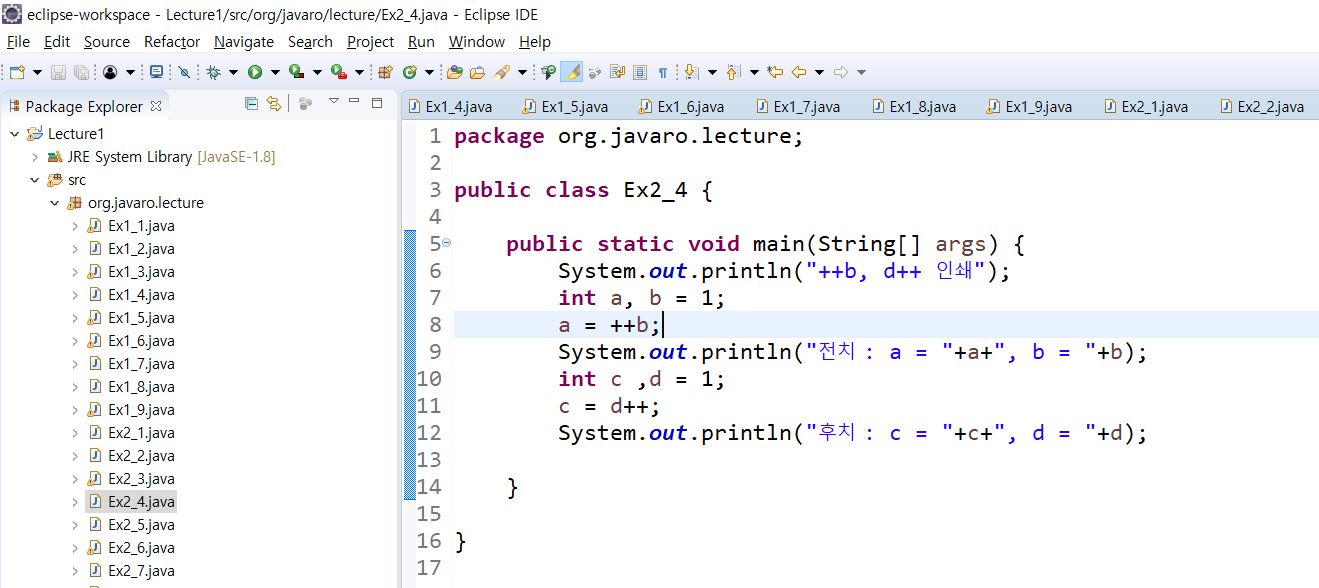 eclipse-workspace - Lecture1/src/org/javaro/lecture/Ex2_4.java - Eclipse IDE
File Edit Source Refactor Navigate Search Project Run Window Help
Package Explorer
Lecture1
JRE System Library [JavaSE-1.8]
src
org.javaro.lecture
Ex1_1.java
Ex1_2.java
Ex1_3.java
Ex1_4.java
Ex1_5.java
Ex1_6.java
Ex1_7.java
Ex1_8.java
Ex1_9.java
Ex2_1.java
Ex2_2.java
Ex2_3.java
Ex2_4.java
Ex2_5.java
Ex2_6.java
Ex2_7.java
Ex1_4.java Ex1_5.java Ex1_6.java Ex1_7.java Ex1_8.java Ex1_9.java Ex2_1.java Ex2_2.java
1 package org.javaro.lecture;
2
3 public class Ex2_4 {
4
5 public static void main(String[] args) {
6 System.out.println("++b, d++ 인쇄");
7 int a, b = 1;
8 a = ++b;
9 System.out.println("전치 : a = "+a+", b = "+b);
10 int c ,d = 1;
11 c = d++;
12 System.out.println("후치 : c = "+c+", d = "+d);
13
14 }
15
16 }
17